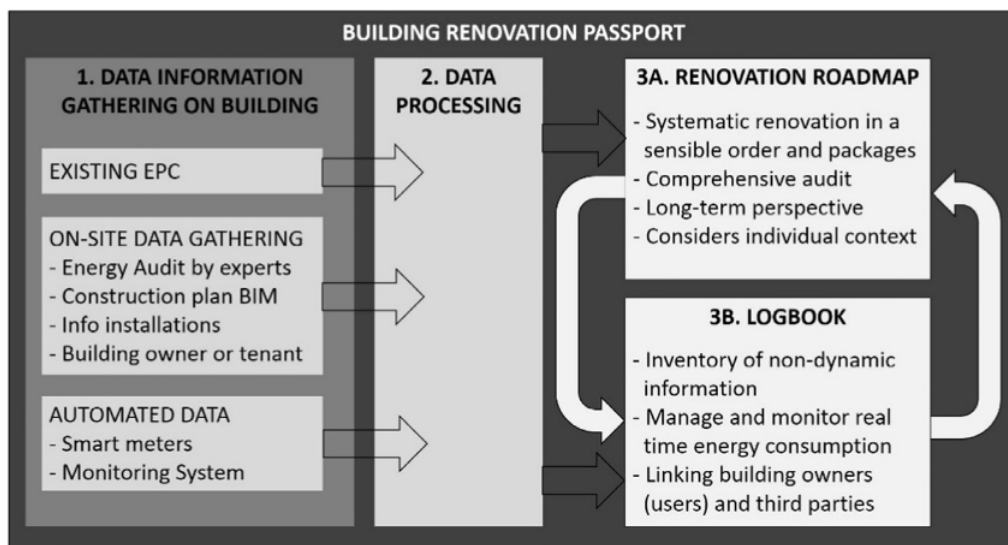 BUILDING RENOVATION PASSPORT
1. DATA INFORMATION
GATHERING ON BUILDING
EXISTING EPC
ON-SITE DATA GATHERING
- Energy Audit by experts
- Construction plan BIM
- Info installations
- Building owner or tenant
AUTOMATED DATA
- Smart meters
- Monitoring System
2. DATA
PROCESSING
3A. RENOVATION ROADMAP
- Systematic renovation in a
sensible order and packages
- Comprehensive audit
- Long-term perspective
- Considers individual context
3B. LOGBOOK
- Inventory of non-dynamic
information
- Manage and monitor real
time energy consumption
- Linking building owners
(users) and third parties